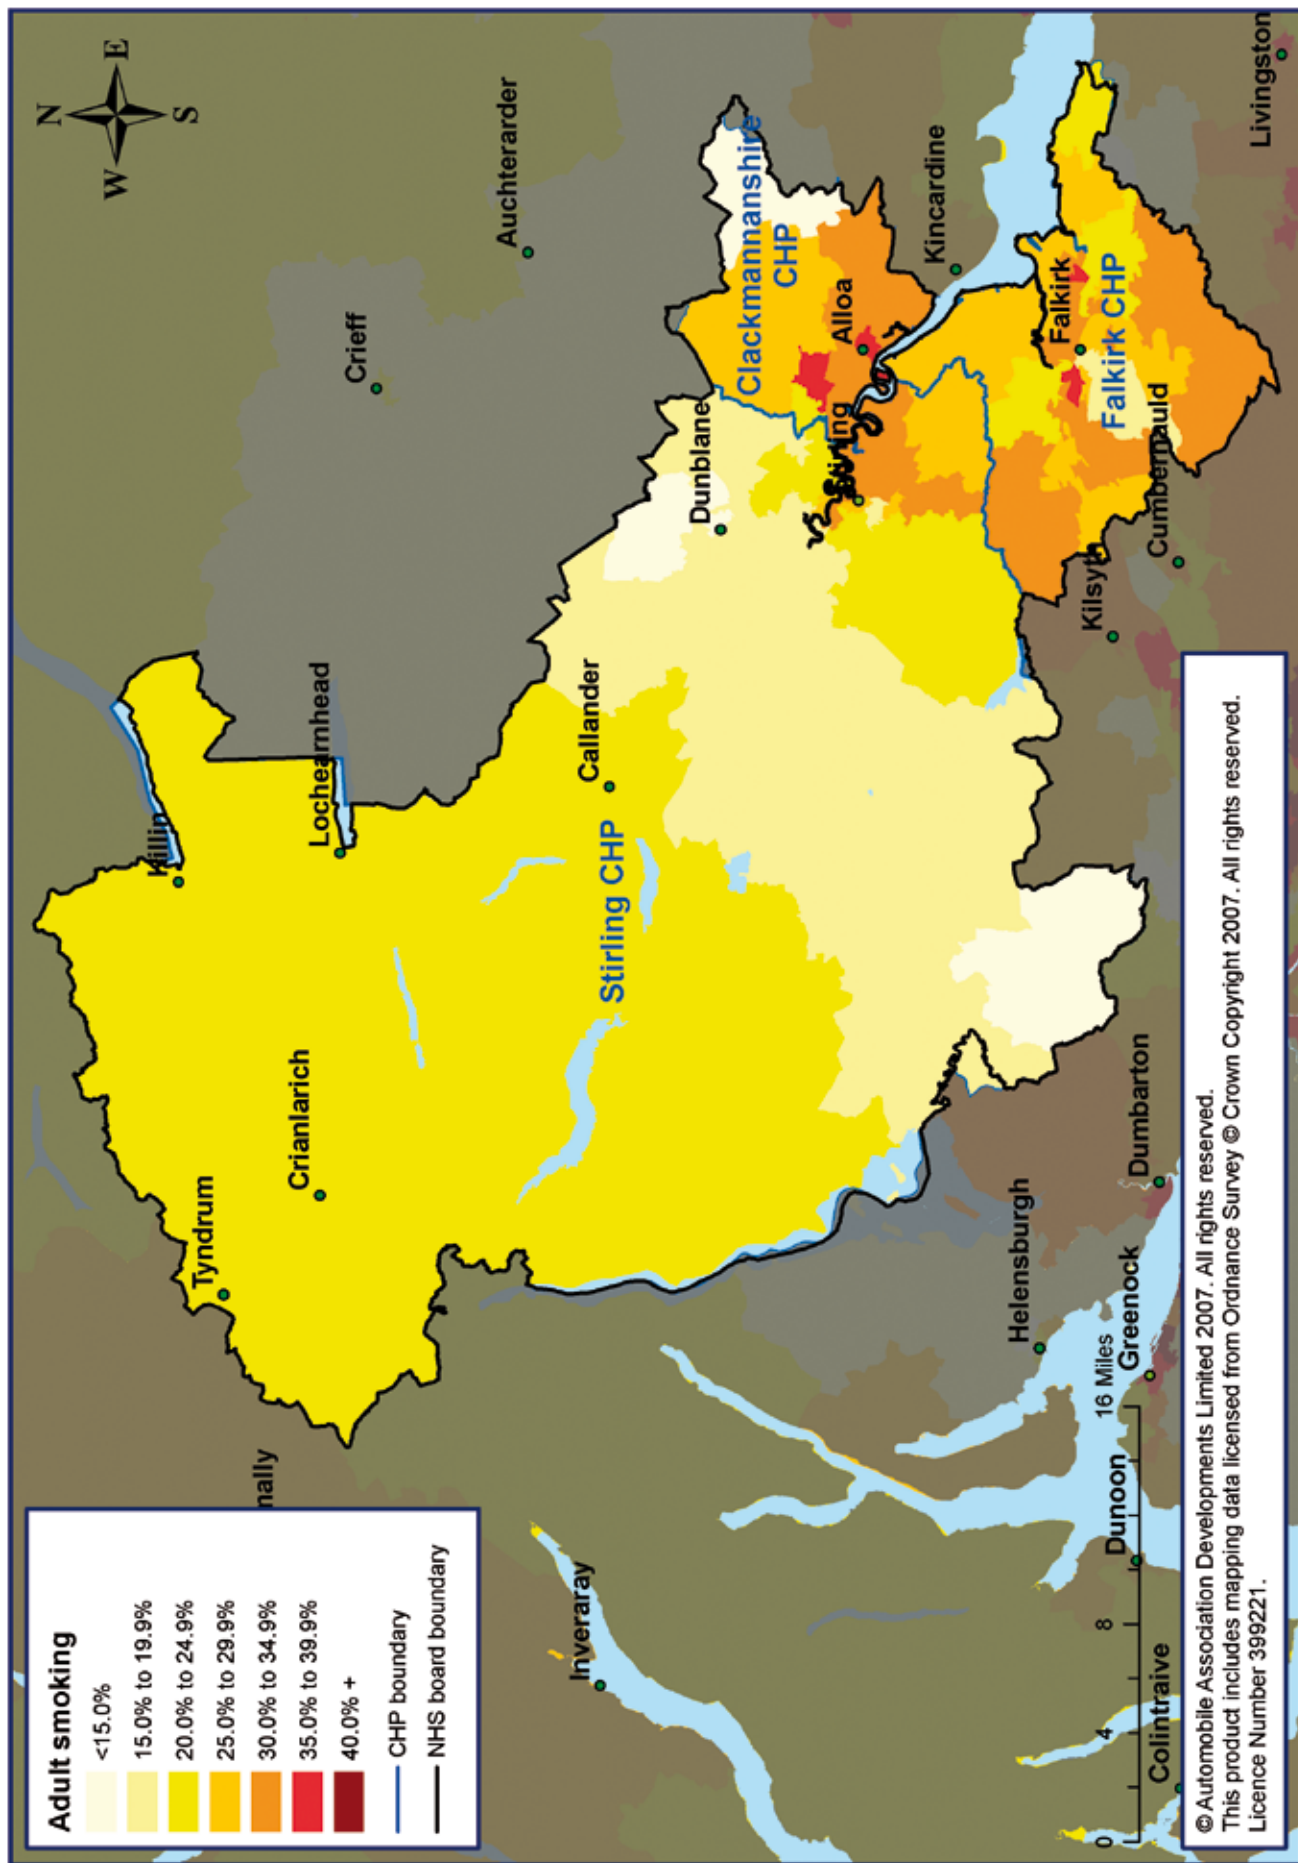 Adult smoking
<15.0%
15.0% to 19.9%
20.0% to 24.9%
25.0% to 29.9%
30.0% to 34.9%
35.0% to 39.9%
40.0% +
CHP boundary
NHS board boundary
nally
Tyndrum
Crianlarich
Killin
Lochearnhead
Crieff
Auchterarder
N
W
E
S
Inveraray
Stirling CHP
Callander
Dunblane
Clackmannanshire
CHP
Stirling
Alloa
Kincardine
Helensburgh
Kilsyth
Falkirk
Falkirk CHP
Cumbernauld
Livingston
Colintraive
Dunoon
Greenock
Dumbarton
0
4
8
16 Miles
© Automobile Association Developments Limited 2007. All rights reserved.
This product includes mapping data licensed from Ordnance Survey © Crown Copyright 2007. All rights reserved.
Licence Number 399221.